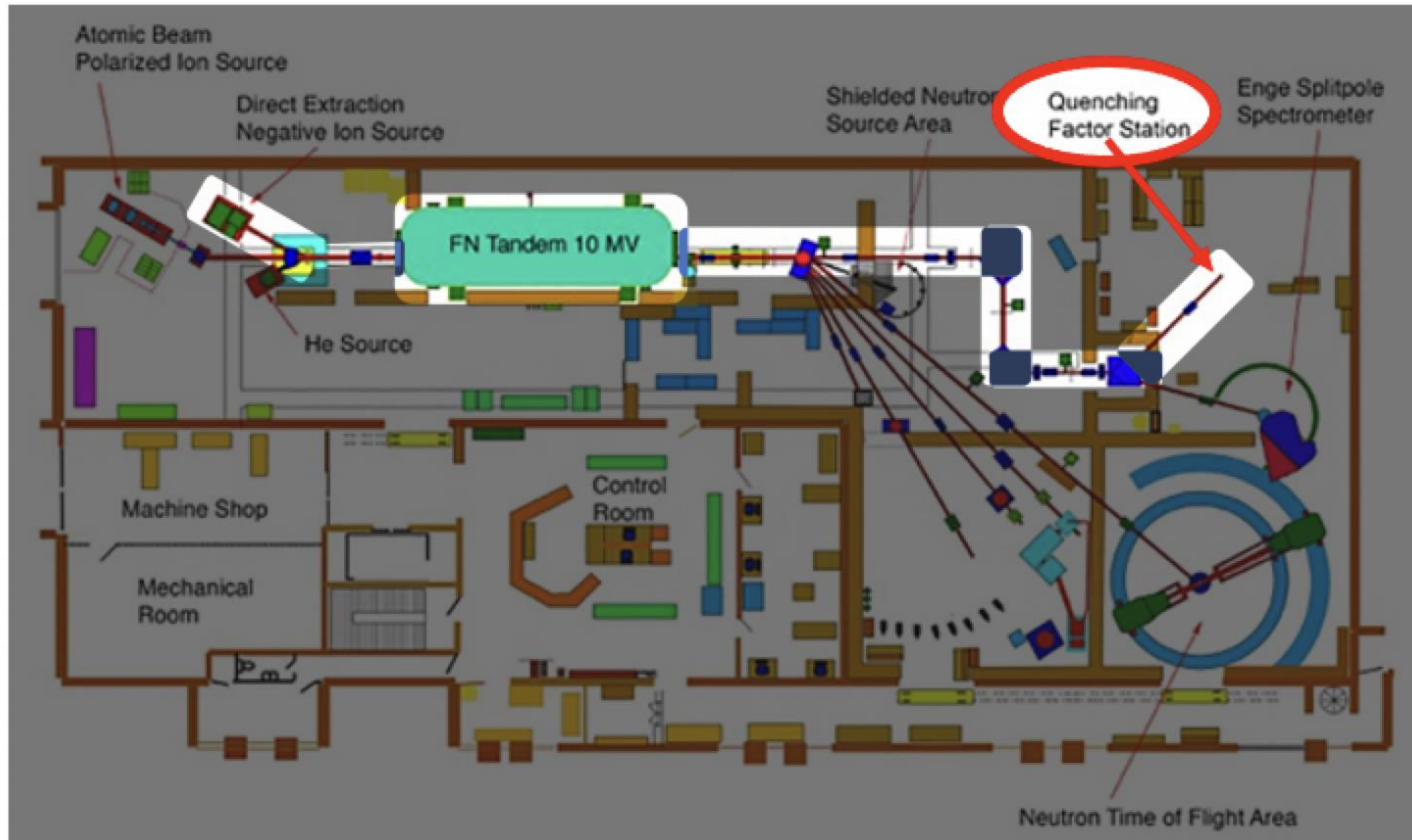 Atomic Beam
Polarized Ion Source
Direct Extraction
Negative Ion Source
Shielded Neutron
Source Area
Quenching
Factor Station
Enge Splitpole
Spectrometer
FN Tandem 10 MV
He Source
Machine Shop
Control
Room
Mechanical
Room
Neutron Time of Flight Area